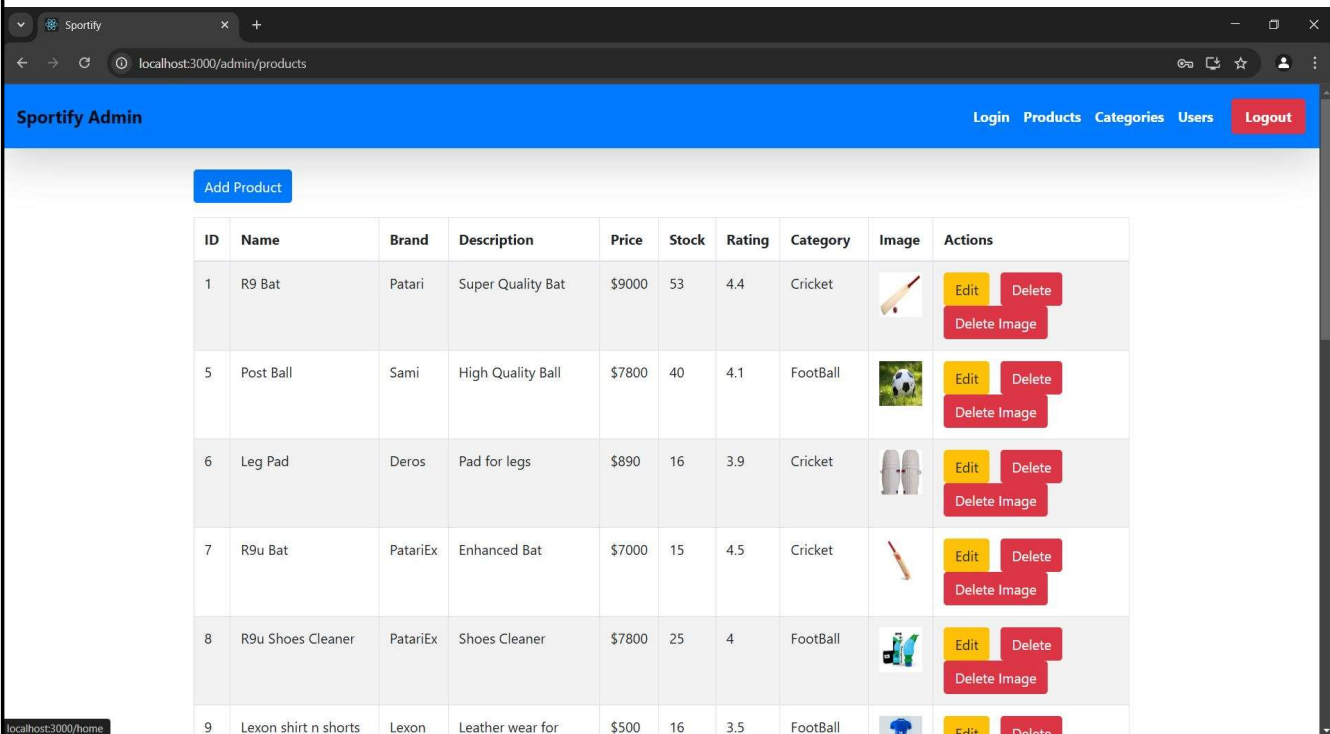 Sportify
localhost:3000/admin/products
Sportify Admin
Login Products Categories Users Logout
Add Product
ID Name Brand Description Price Stock Rating Category Image Actions
1 R9 Bat Patari Super Quality Bat $9000 53 4.4 Cricket Edit Delete
Delete Image
5 Post Ball Sami High Quality Ball $7800 40 4.1 FootBall Edit Delete
Delete Image
6 Leg Pad Deros Pad for legs $890 16 3.9 Cricket Edit Delete
Delete Image
7 R9u Bat PatariEx Enhanced Bat $7000 15 4.5 Cricket Edit Delete
Delete Image
8 R9u Shoes Cleaner PatariEx Shoes Cleaner $7800 25 4 FootBall Edit Delete
Delete Image
9 Lexon shirt n shorts Lexon Leather wear for $500 16 3.5 FootBall Edit Delete
localhost:3000/home